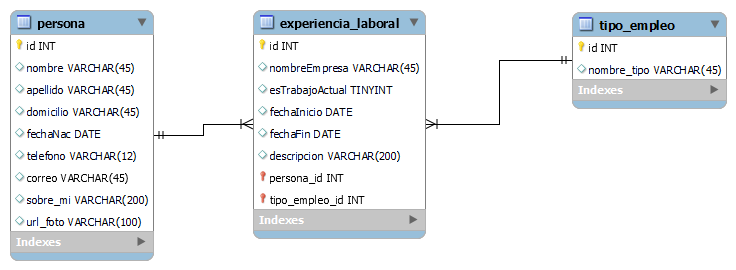 persona
id INT
nombre VARCHAR(45)
apellido VARCHAR(45)
domicilio VARCHAR(45)
fechaNac DATE
telefono VARCHAR(12)
correo VARCHAR(45)
sobre_mi VARCHAR(200)
url_foto VARCHAR(100)
Indexes
experiencia_laboral
id INT
nombreEmpresa VARCHAR(45)
esTrabajoActual TINYINT
fechaInicio DATE
fechaFin DATE
descripcion VARCHAR(200)
persona_id INT
tipo_empleo_id INT
Indexes
tipo_empleo
id INT
nombre_tipo VARCHAR(45)
Indexes